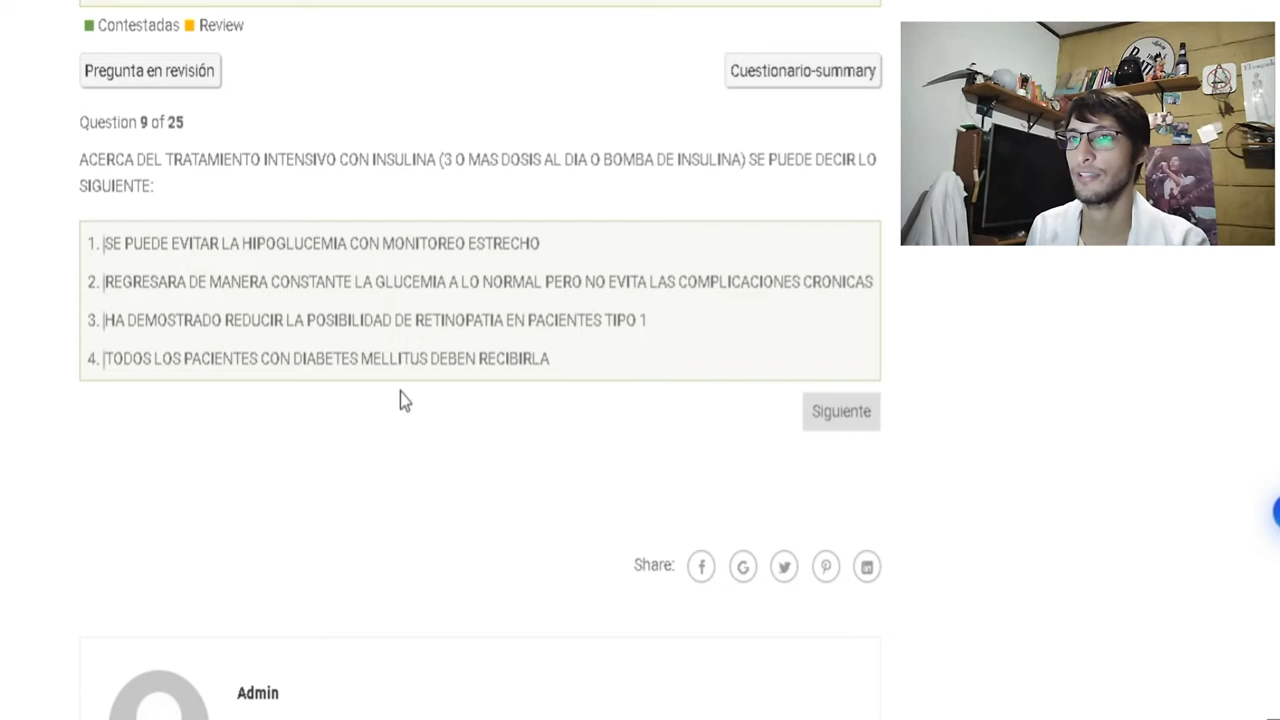 Contestadas Review
Pregunta en revisión
Cuestionario-summary
Question 9 of 25
ACERCA DEL TRATAMIENTO INTENSIVO CON INSULINA (3 O MAS DOSIS AL DIA O BOMBA DE INSULINA) SE PUEDE DECIR LO
SIGUIENTE:
1. SE PUEDE EVITAR LA HIPOGLUCEMIA CON MONITOREO ESTRECHO
2. REGRESARA DE MANERA CONSTANTE LA GLUCEMIA A LO NORMAL PERO NO EVITA LAS COMPLICACIONES CRONICAS
3. HA DEMOSTRADO REDUCIR LA POSIBILIDAD DE RETINOPATIA EN PACIENTES TIPO 1
4. TODOS LOS PACIENTES CON DIABETES MELLITUS DEBEN RECIBIRLA
Siguiente
Share:
Admin